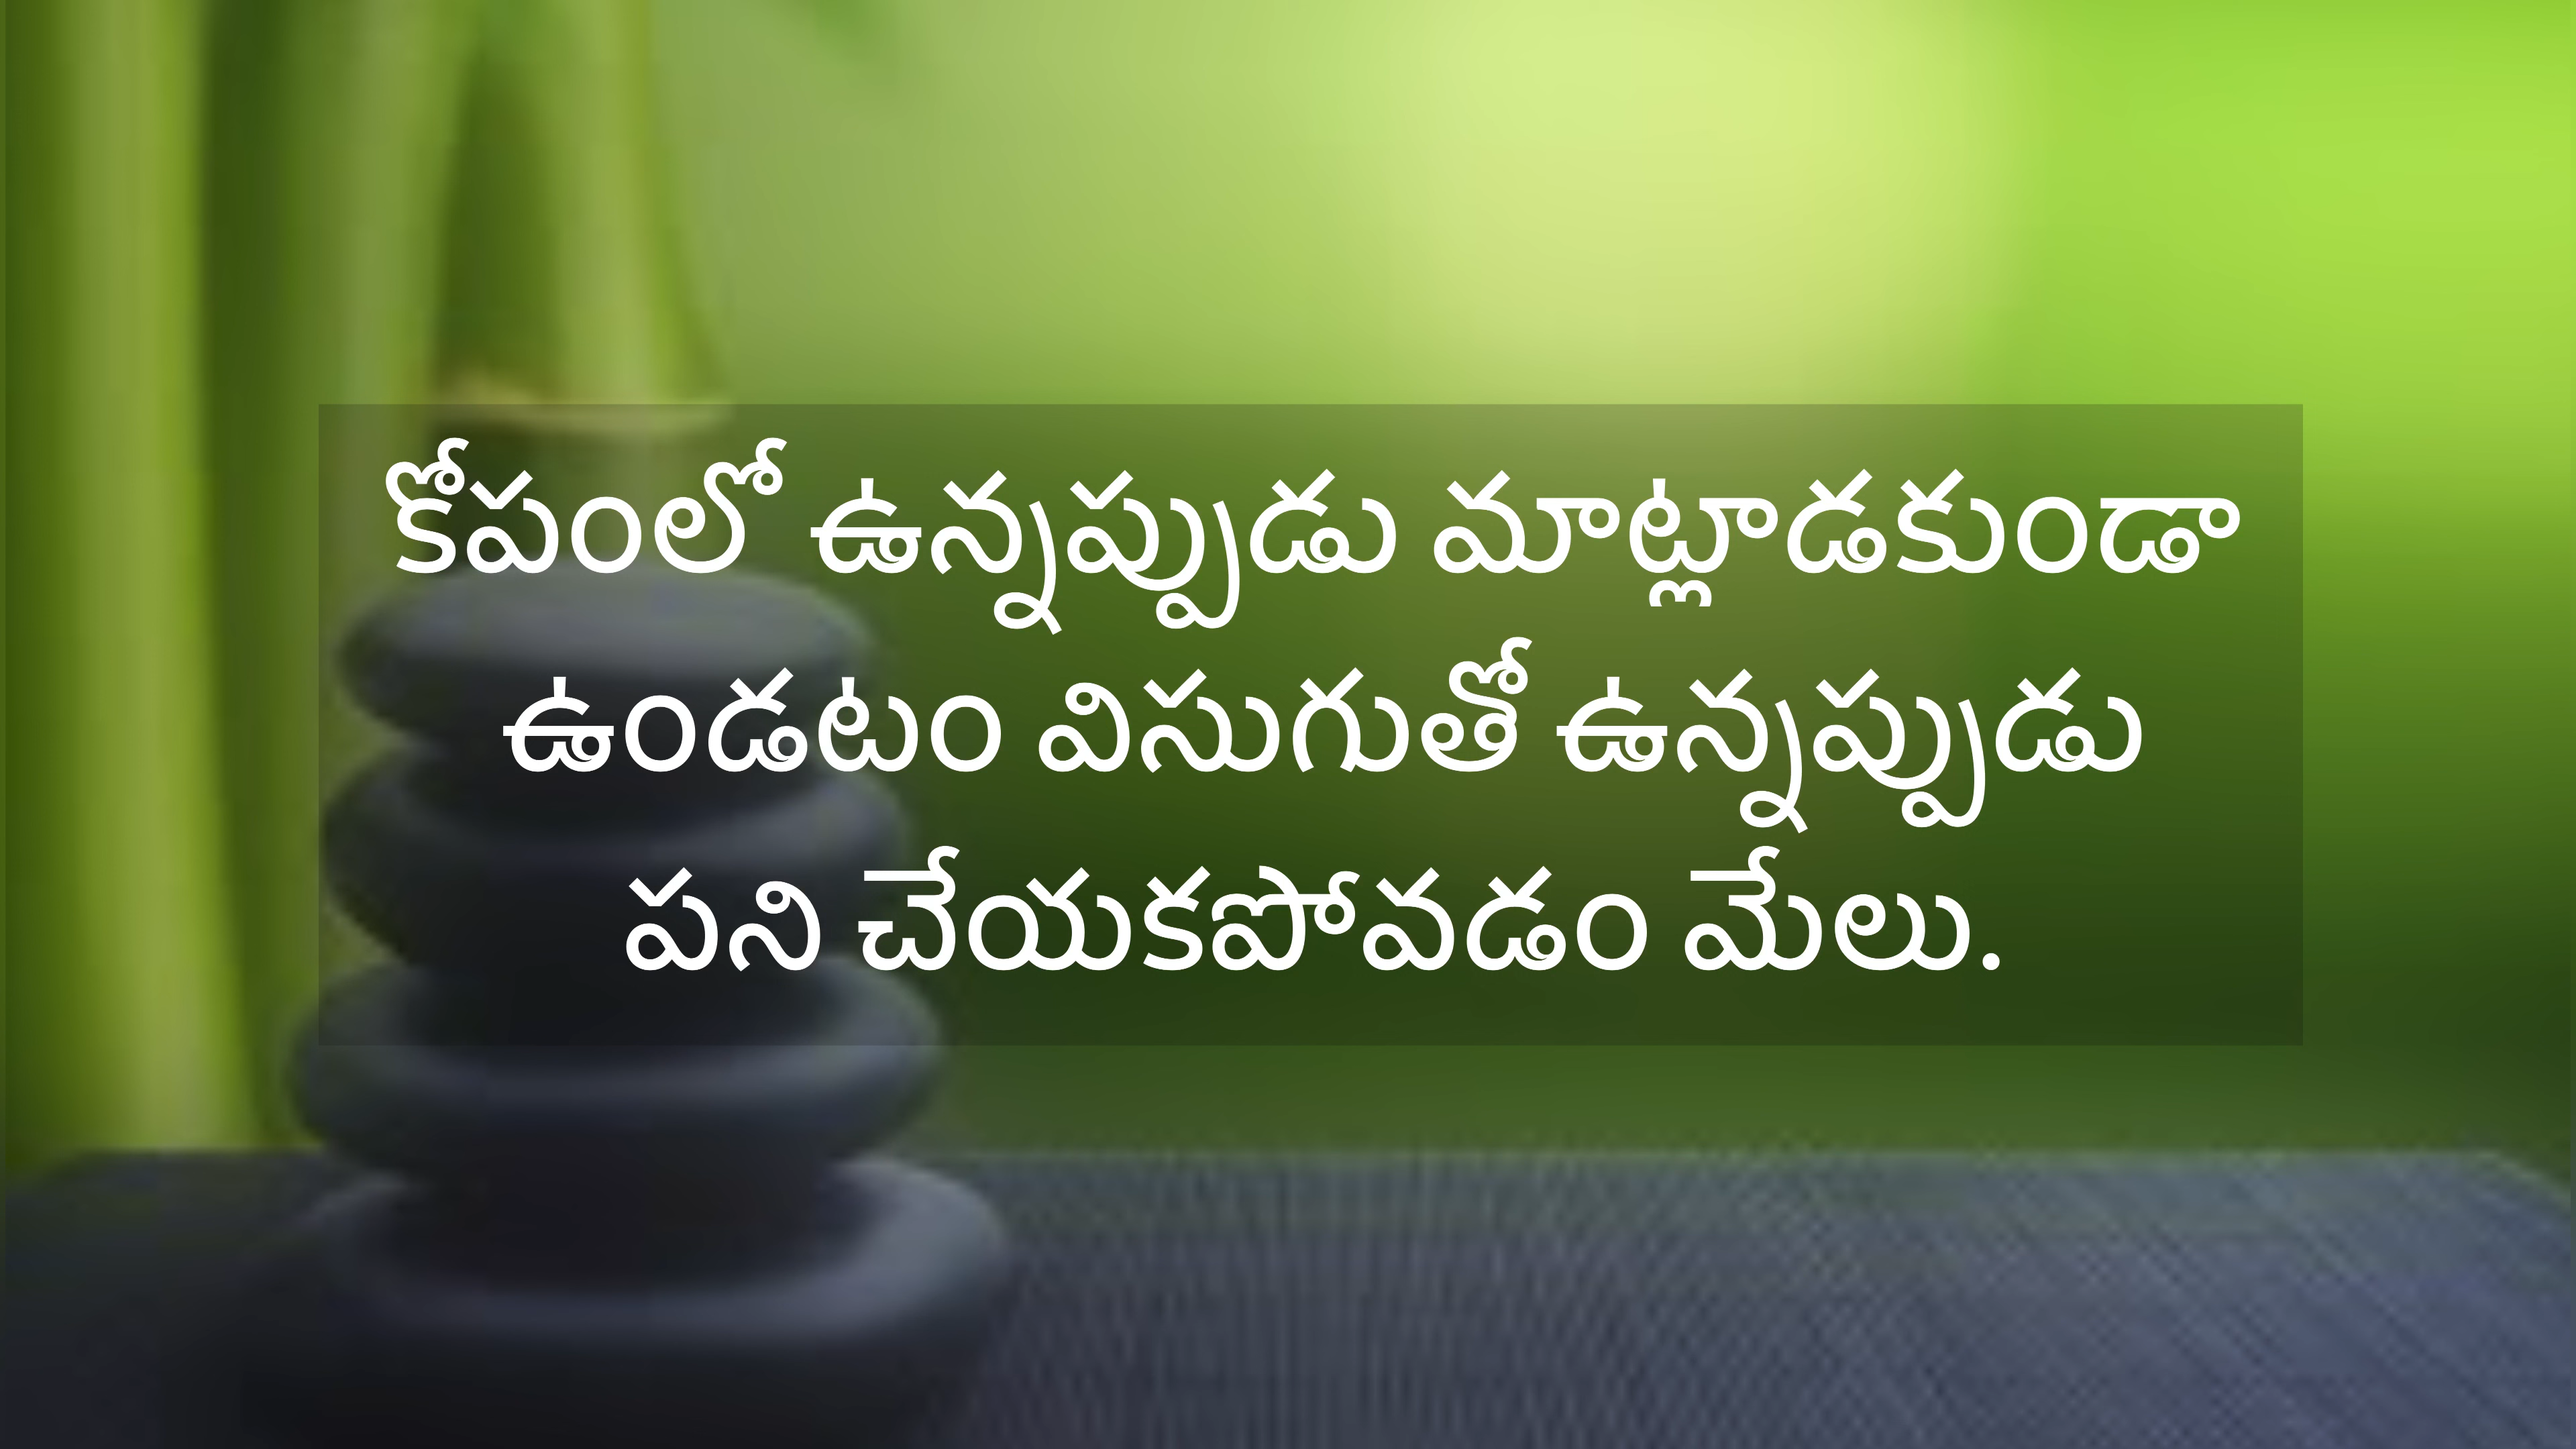 కోపంలో ఉన్నప్పుడు మాట్లాడకుండా
ఉండటం విసుగుతో ఉన్నప్పుడు
పని చేయకపోవడం మేలు.